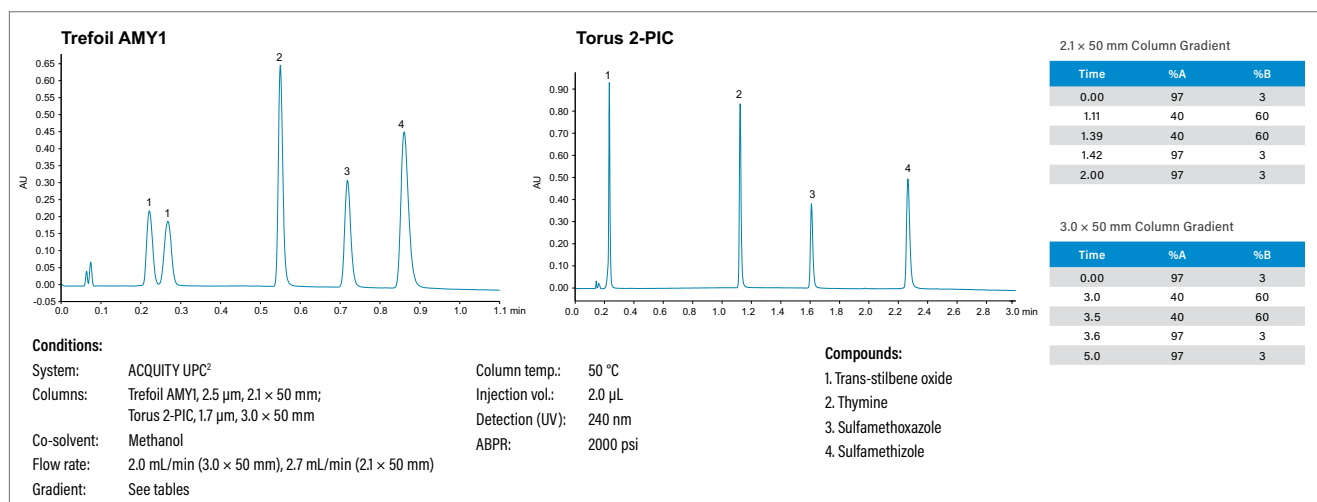 Trefoil AMY1
0.65
0.60
0.55
0.50
0.45
0.40
0.35
0.30
0.25
0.20
0.15
0.10
0.05
0.00
-0.05
AU
1
1
2
3
4
0.0 0.1 0.2 0.3 0.4 0.5 0.6 0.7 0.8 0.9 1.0 1.1 min
Torus 2-PIC
0.90
0.80
0.70
0.60
0.50
0.40
0.30
0.20
0.10
0.00
AU
1
2
3
4
0.0 0.2 0.4 0.6 0.8 1.0 1.2 1.4 1.6 1.8 2.0 2.2 2.4 2.6 2.8 3.0 min
2.1 × 50 mm Column Gradient
Time %A %B
0.00 97 3
1.11 40 60
1.39 40 60
1.42 97 3
2.00 97 3
3.0 × 50 mm Column Gradient
Time %A %B
0.00 97 3
3.0 40 60
3.5 40 60
3.6 97 3
5.0 97 3
Conditions:
System: ACQUITY UPC²
Columns: Trefoil AMY1, 2.5 µm, 2.1 × 50 mm;
Torus 2-PIC, 1.7 µm, 3.0 × 50 mm
Co-solvent: Methanol
Flow rate: 2.0 mL/min (3.0 × 50 mm), 2.7 mL/min (2.1 × 50 mm)
Gradient: See tables
Column temp.: 50 °C
Injection vol.: 2.0 µL
Detection (UV): 240 nm
ABPR: 2000 psi
Compounds:
1. Trans-stilbene oxide
2. Thymine
3. Sulfamethoxazole
4. Sulfamethizole